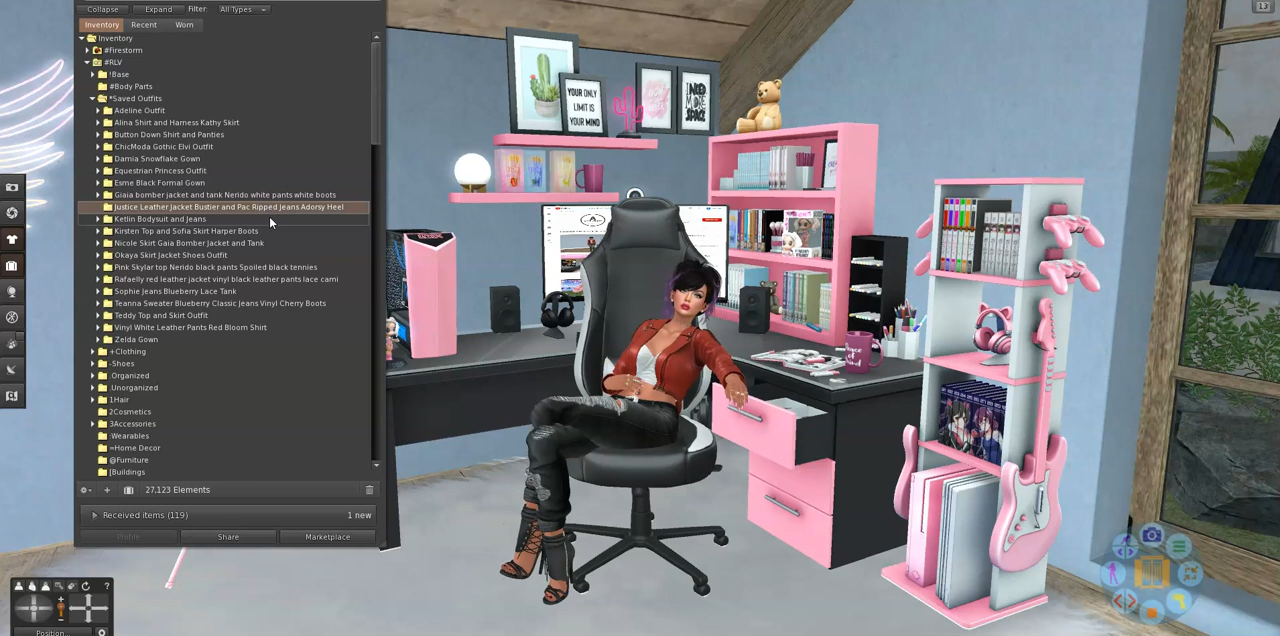 Collapse Expand Filter: All Types
13
Inventory Recent Worn
Inventory
#Firestorm
#RLV
!Base
#Body Parts
*Saved Outfits
Adeline Outfit
Alina Shirt and Harness Kathy Skirt
Button Down Shirt and Panties
ChicModa Gothic Elvi Outfit
Damia Snowflake Gown
Equestrian Princess Outfit
Esme Black Formal Gown
Giaia bomber jacket and tank Nerido white pants white boots
Justice Leather Jacket Bustier and Pac Ripped Jeans Adorsy Heel
Ketlin Bodysuit and Jeans
Kirsten Top and Sofia Skirt Harper Boots
Nicole Skirt Gaia Bomber Jacket and Tank
Okaya Skirt Jacket Shoes Outfit
Pink Skylar top Nerido black pants Spoiled black tennies
Rafaelly red leather jacket vinyl black leather pants lace cami
Sophie Jeans Blueberry Lace Tank
Teanna Sweater Blueberry Classic Jeans Vinyl Cherry Boots
Teddy Top and Skirt Outfit
Vinyl White Leather Pants Red Bloom Shirt
Zelda Gown
+Clothing
-Shoes
.Organized
.Unorganized
1Hair
2Cosmetics
3Accessories
:Wearables
=Home Decor
@Furniture
[Buildings
27,123 Elements
Received items (119) 1 new
Profile Share Marketplace
?
Position...
YOUR ONLY
LIMIT IS
YOUR MIND
I NEED
MORE
SPACE